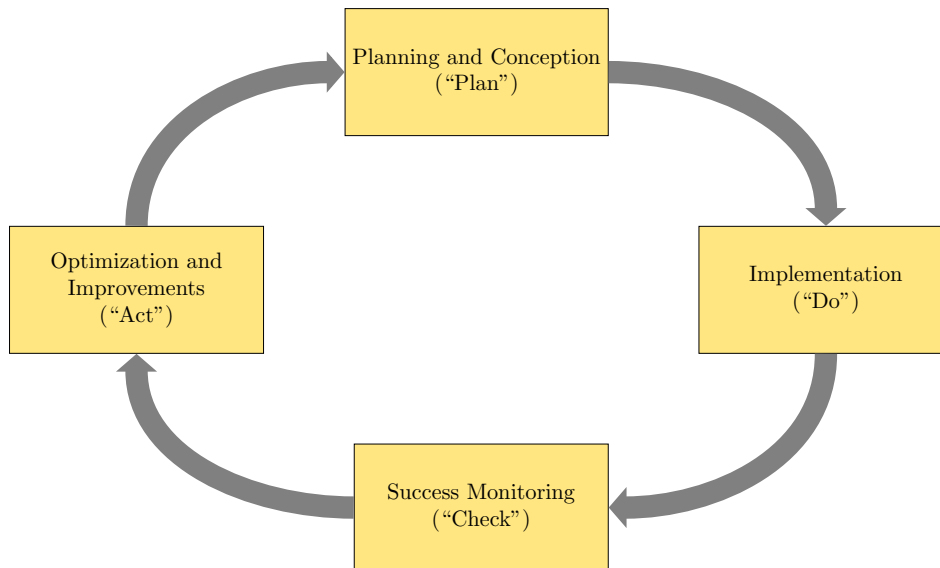 Planning and Conception
(“Plan”)
Implementation
(“Do”)
Success Monitoring
(“Check”)
Optimization and
Improvements
(“Act”)